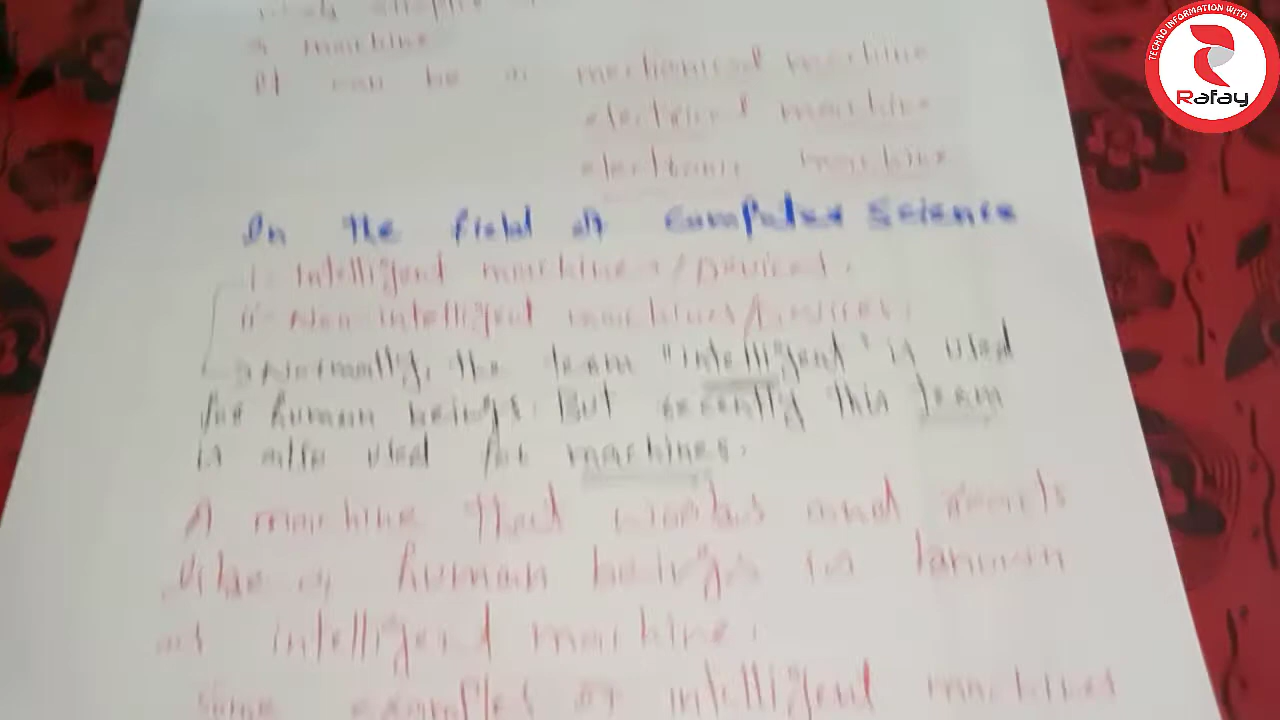 a machine
It can be a mechanical machine
electrical machine
electronic machine
In the field of Computer Science
i- Intelligent machines/Devices.
ii- Non-intelligent machines/Devices.
Normally, the team "intelligent" is used
for human beings. But recently this team
is also used for machines.
A machine that works and reacts
like a human beings is known
as intelligent machine.
Some examples of intelligent machines
TECHNO INFORMATION WITH
Rafay